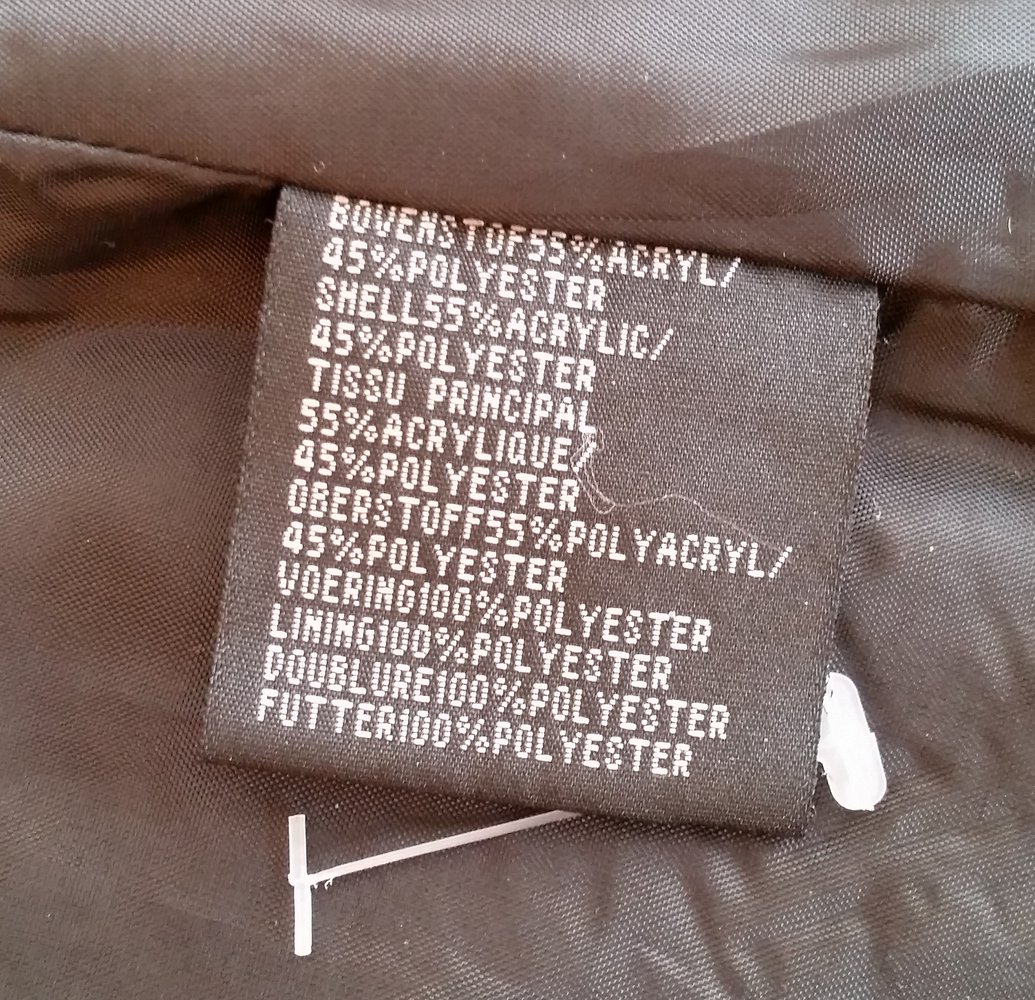 BOVENSTOF55%ACRYL/
45%POLYESTER
SHELL55%ACRYLIC/
45%POLYESTER
TISSU PRINCIPAL
55%ACRYLIQUE/
45%POLYESTER
OBERSTOFF55%POLYACRYL/
45%POLYESTER
VOERING100%POLYESTER
LINING100%POLYESTER
DOUBLURE100%POLYESTER
FUTTER100%POLYESTER